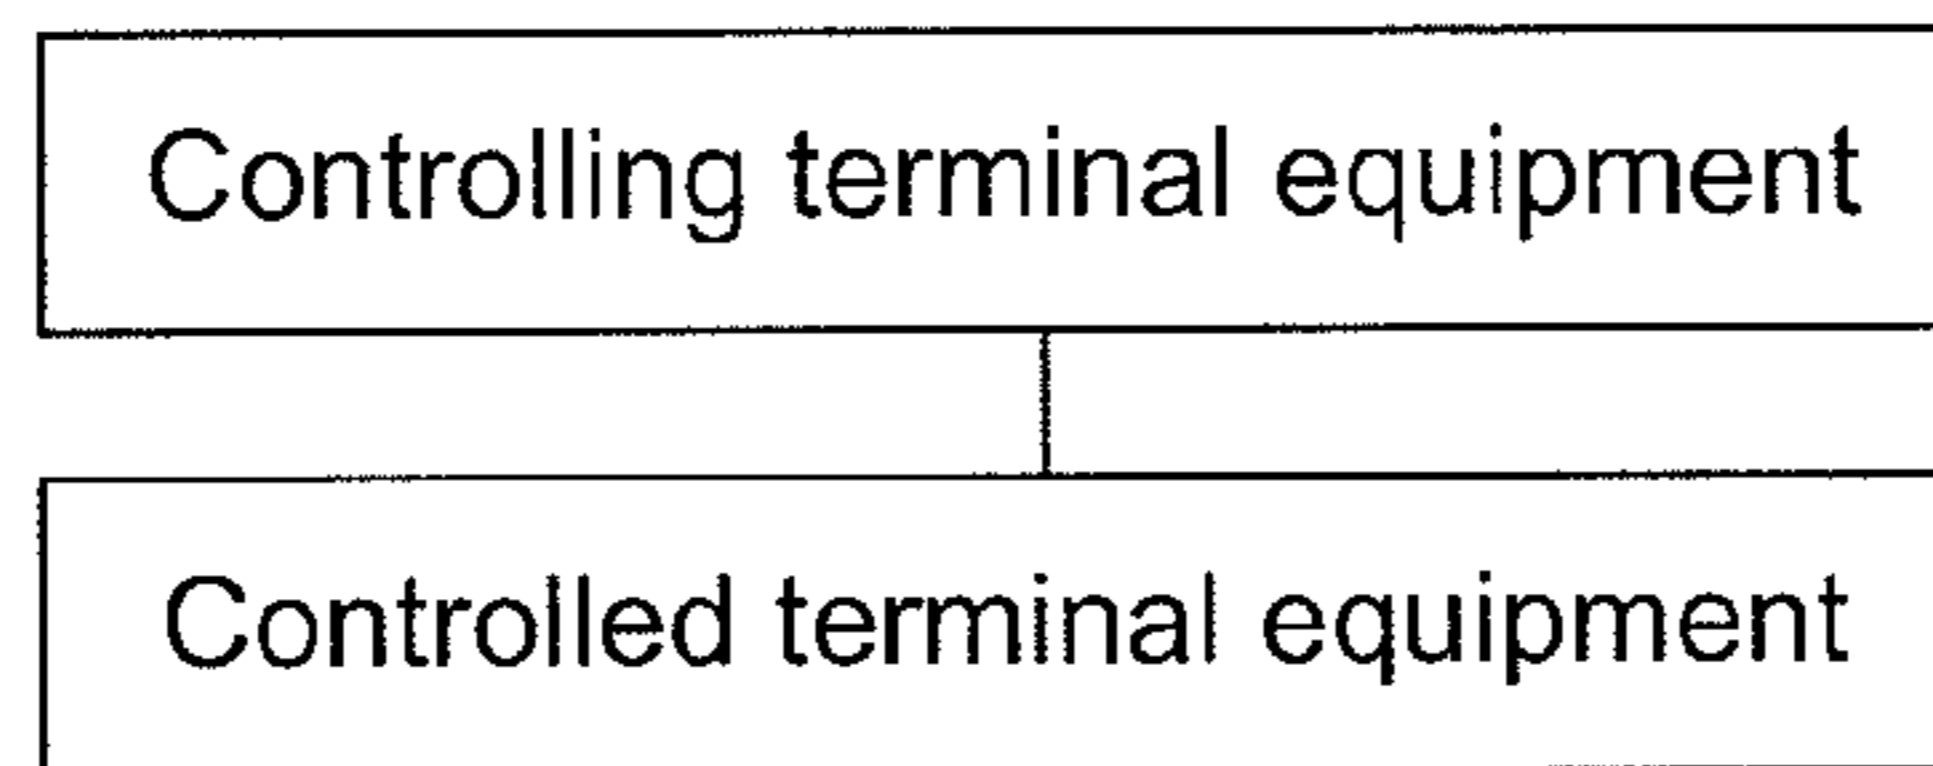 Controlling terminal equipment
Controlled terminal equipment